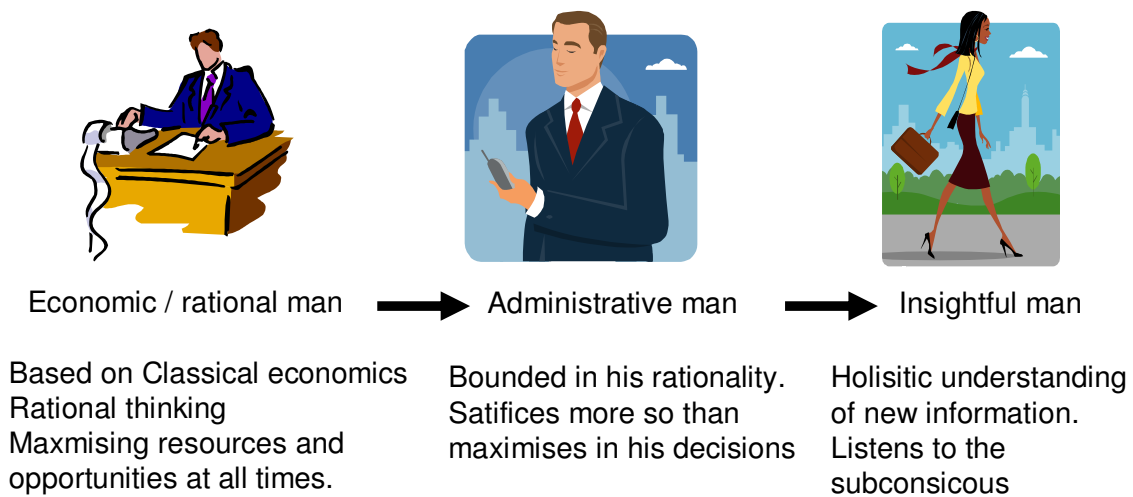 Economic / rational man
Administrative man
Insightful man
Based on Classical economics
Rational thinking
Maxmising resources and
opportunities at all times.
Bounded in his rationality.
Satifices more so than
maximises in his decisions
Holisitic understanding
of new information.
Listens to the
subconsicous